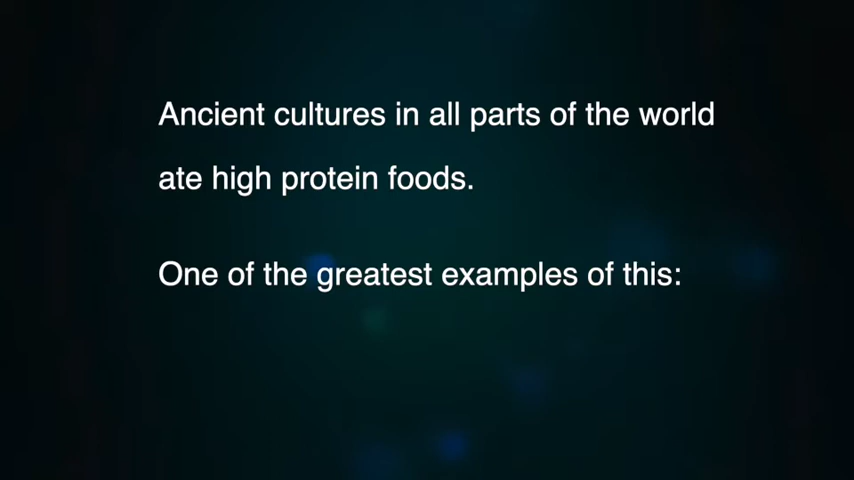 Ancient cultures in all parts of the world
ate high protein foods.
One of the greatest examples of this: